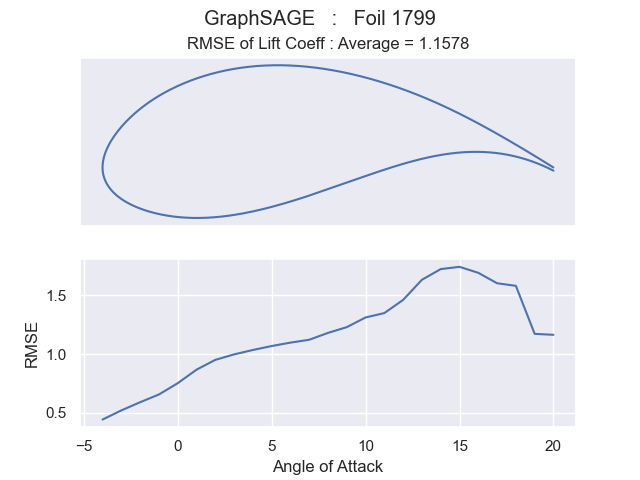 GraphSAGE : Foil 1799
RMSE of Lift Coeff : Average = 1.1578
1.5
1.0
0.5
RMSE
−5 0 5 10 15 20
Angle of Attack